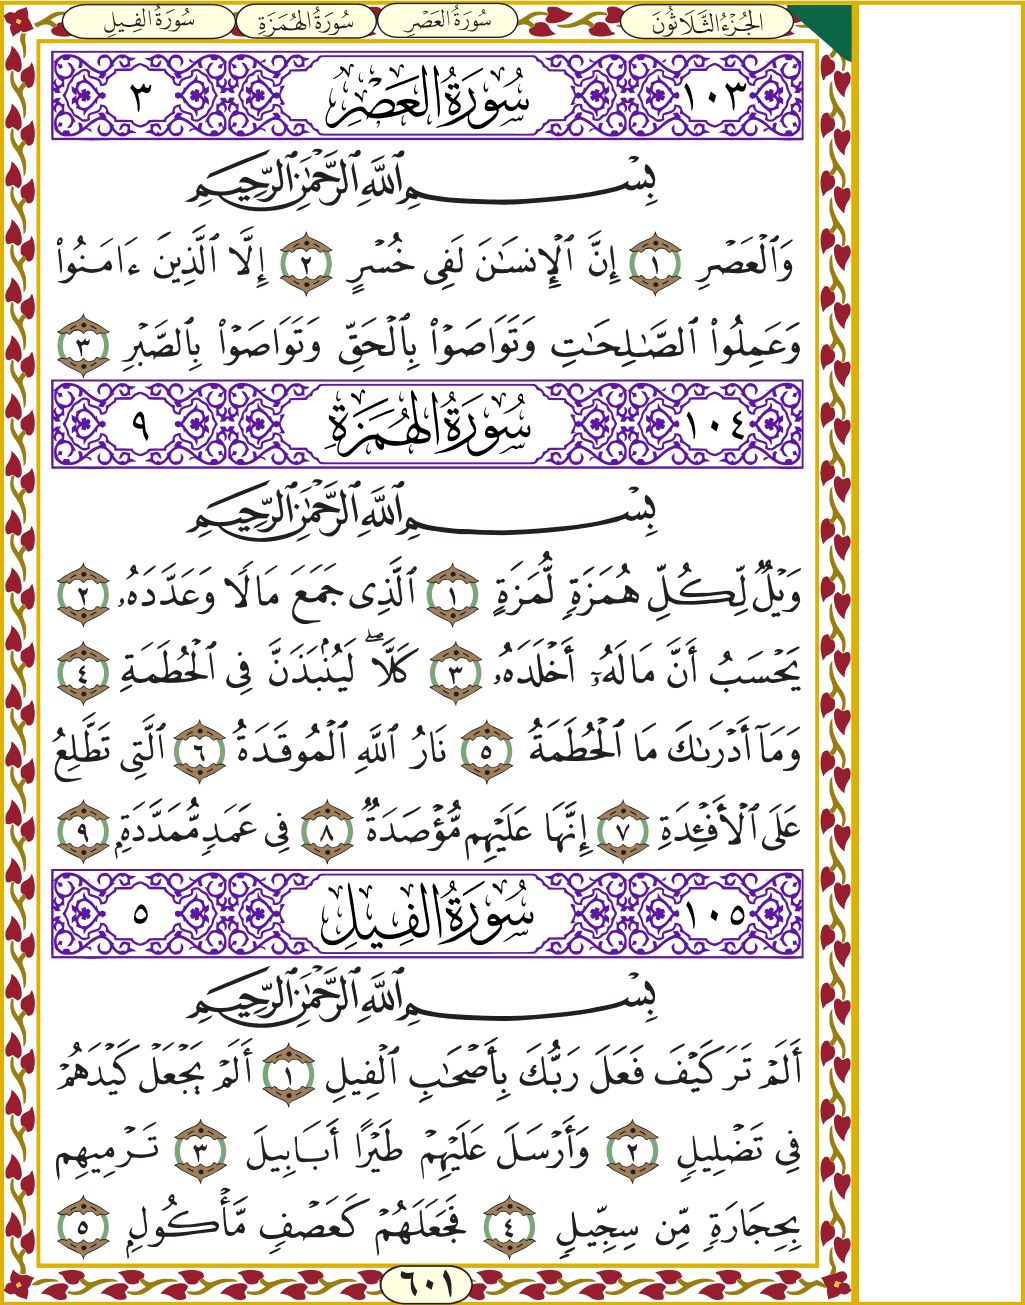 الجُزْءُ الثَّلَاثُونَ سُورَةُ العَصْرِ سُورَةُ الهُمَزَةِ سُورَةُ الفِيلِ
١٠٣ سُورَةُ العَصْرِ ٣
بِسْمِ ٱللَّهِ ٱلرَّحْمَٰنِ ٱلرَّحِيمِ
وَٱلْعَصْرِ ١ إِنَّ ٱلْإِنسَٰنَ لَفِى خُسْرٍ ٢ إِلَّا ٱلَّذِينَ ءَامَنُوا۟
وَعَمِلُوا۟ ٱلصَّٰلِحَٰتِ وَتَوَاصَوْا۟ بِٱلْحَقِّ وَتَوَاصَوْا۟ بِٱلصَّبْرِ ٣
١٠٤ سُورَةُ الهُمَزَةِ ٩
بِسْمِ ٱللَّهِ ٱلرَّحْمَٰنِ ٱلرَّحِيمِ
وَيْلٌ لِّكُلِّ هُمَزَةٍ لُّمَزَةٍ ١ ٱلَّذِى جَمَعَ مَالًا وَعَدَّدَهُۥ ٢
يَحْسَبُ أَنَّ مَالَهُۥٓ أَخْلَدَهُۥ ٣ كَلَّا ۖ لَيُنۢبَذَنَّ فِى ٱلْحُطَمَةِ ٤
وَمَآ أَدْرَىٰكَ مَا ٱلْحُطَمَةُ ٥ نَارُ ٱللَّهِ ٱلْمُوقَدَةُ ٦ ٱلَّتِى تَطَّلِعُ
عَلَى ٱلْأَفْـِٔدَةِ ٧ إِنَّهَا عَلَيْهِم مُّؤْصَدَةٌ ٨ فِى عَمَدٍ مُّمَدَّدَةٍۭ ٩
١٠٥ سُورَةُ الفِيلِ ٥
بِسْمِ ٱللَّهِ ٱلرَّحْمَٰنِ ٱلرَّحِيمِ
أَلَمْ تَرَ كَيْفَ فَعَلَ رَبُّكَ بِأَصْحَٰبِ ٱلْفِيلِ ١ أَلَمْ يَجْعَلْ كَيْدَهُمْ
فِى تَضْلِيلٍ ٢ وَأَرْسَلَ عَلَيْهِمْ طَيْرًا أَبَابِيلَ ٣ تَرْمِيهِم
بِحِجَارَةٍ مِّن سِجِّيلٍ ٤ فَجَعَلَهُمْ كَعَصْفٍ مَّأْكُولٍۭ ٥
٦٠١